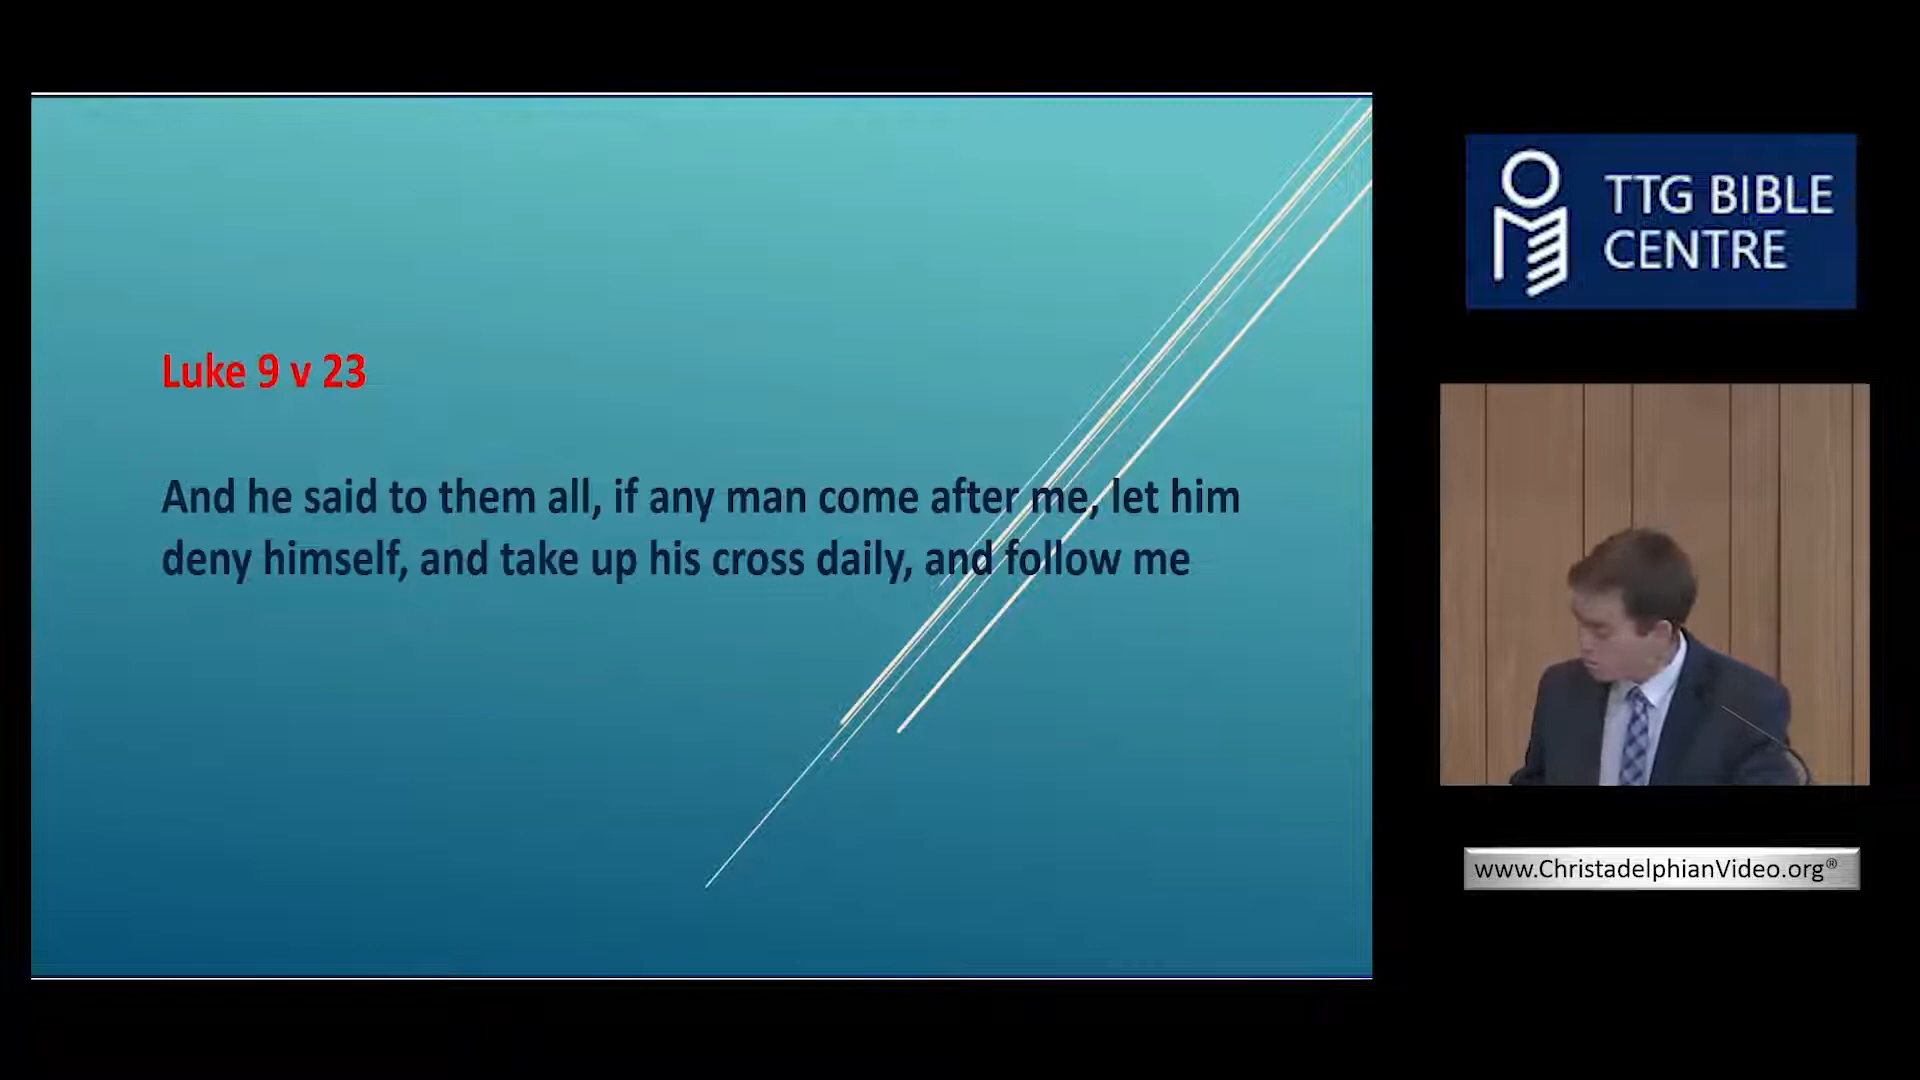 Luke 9 v 23
And he said to them all, if any man come after me, let him
deny himself, and take up his cross daily, and follow me
TTG BIBLE
CENTRE
www.ChristadelphianVideo.org®